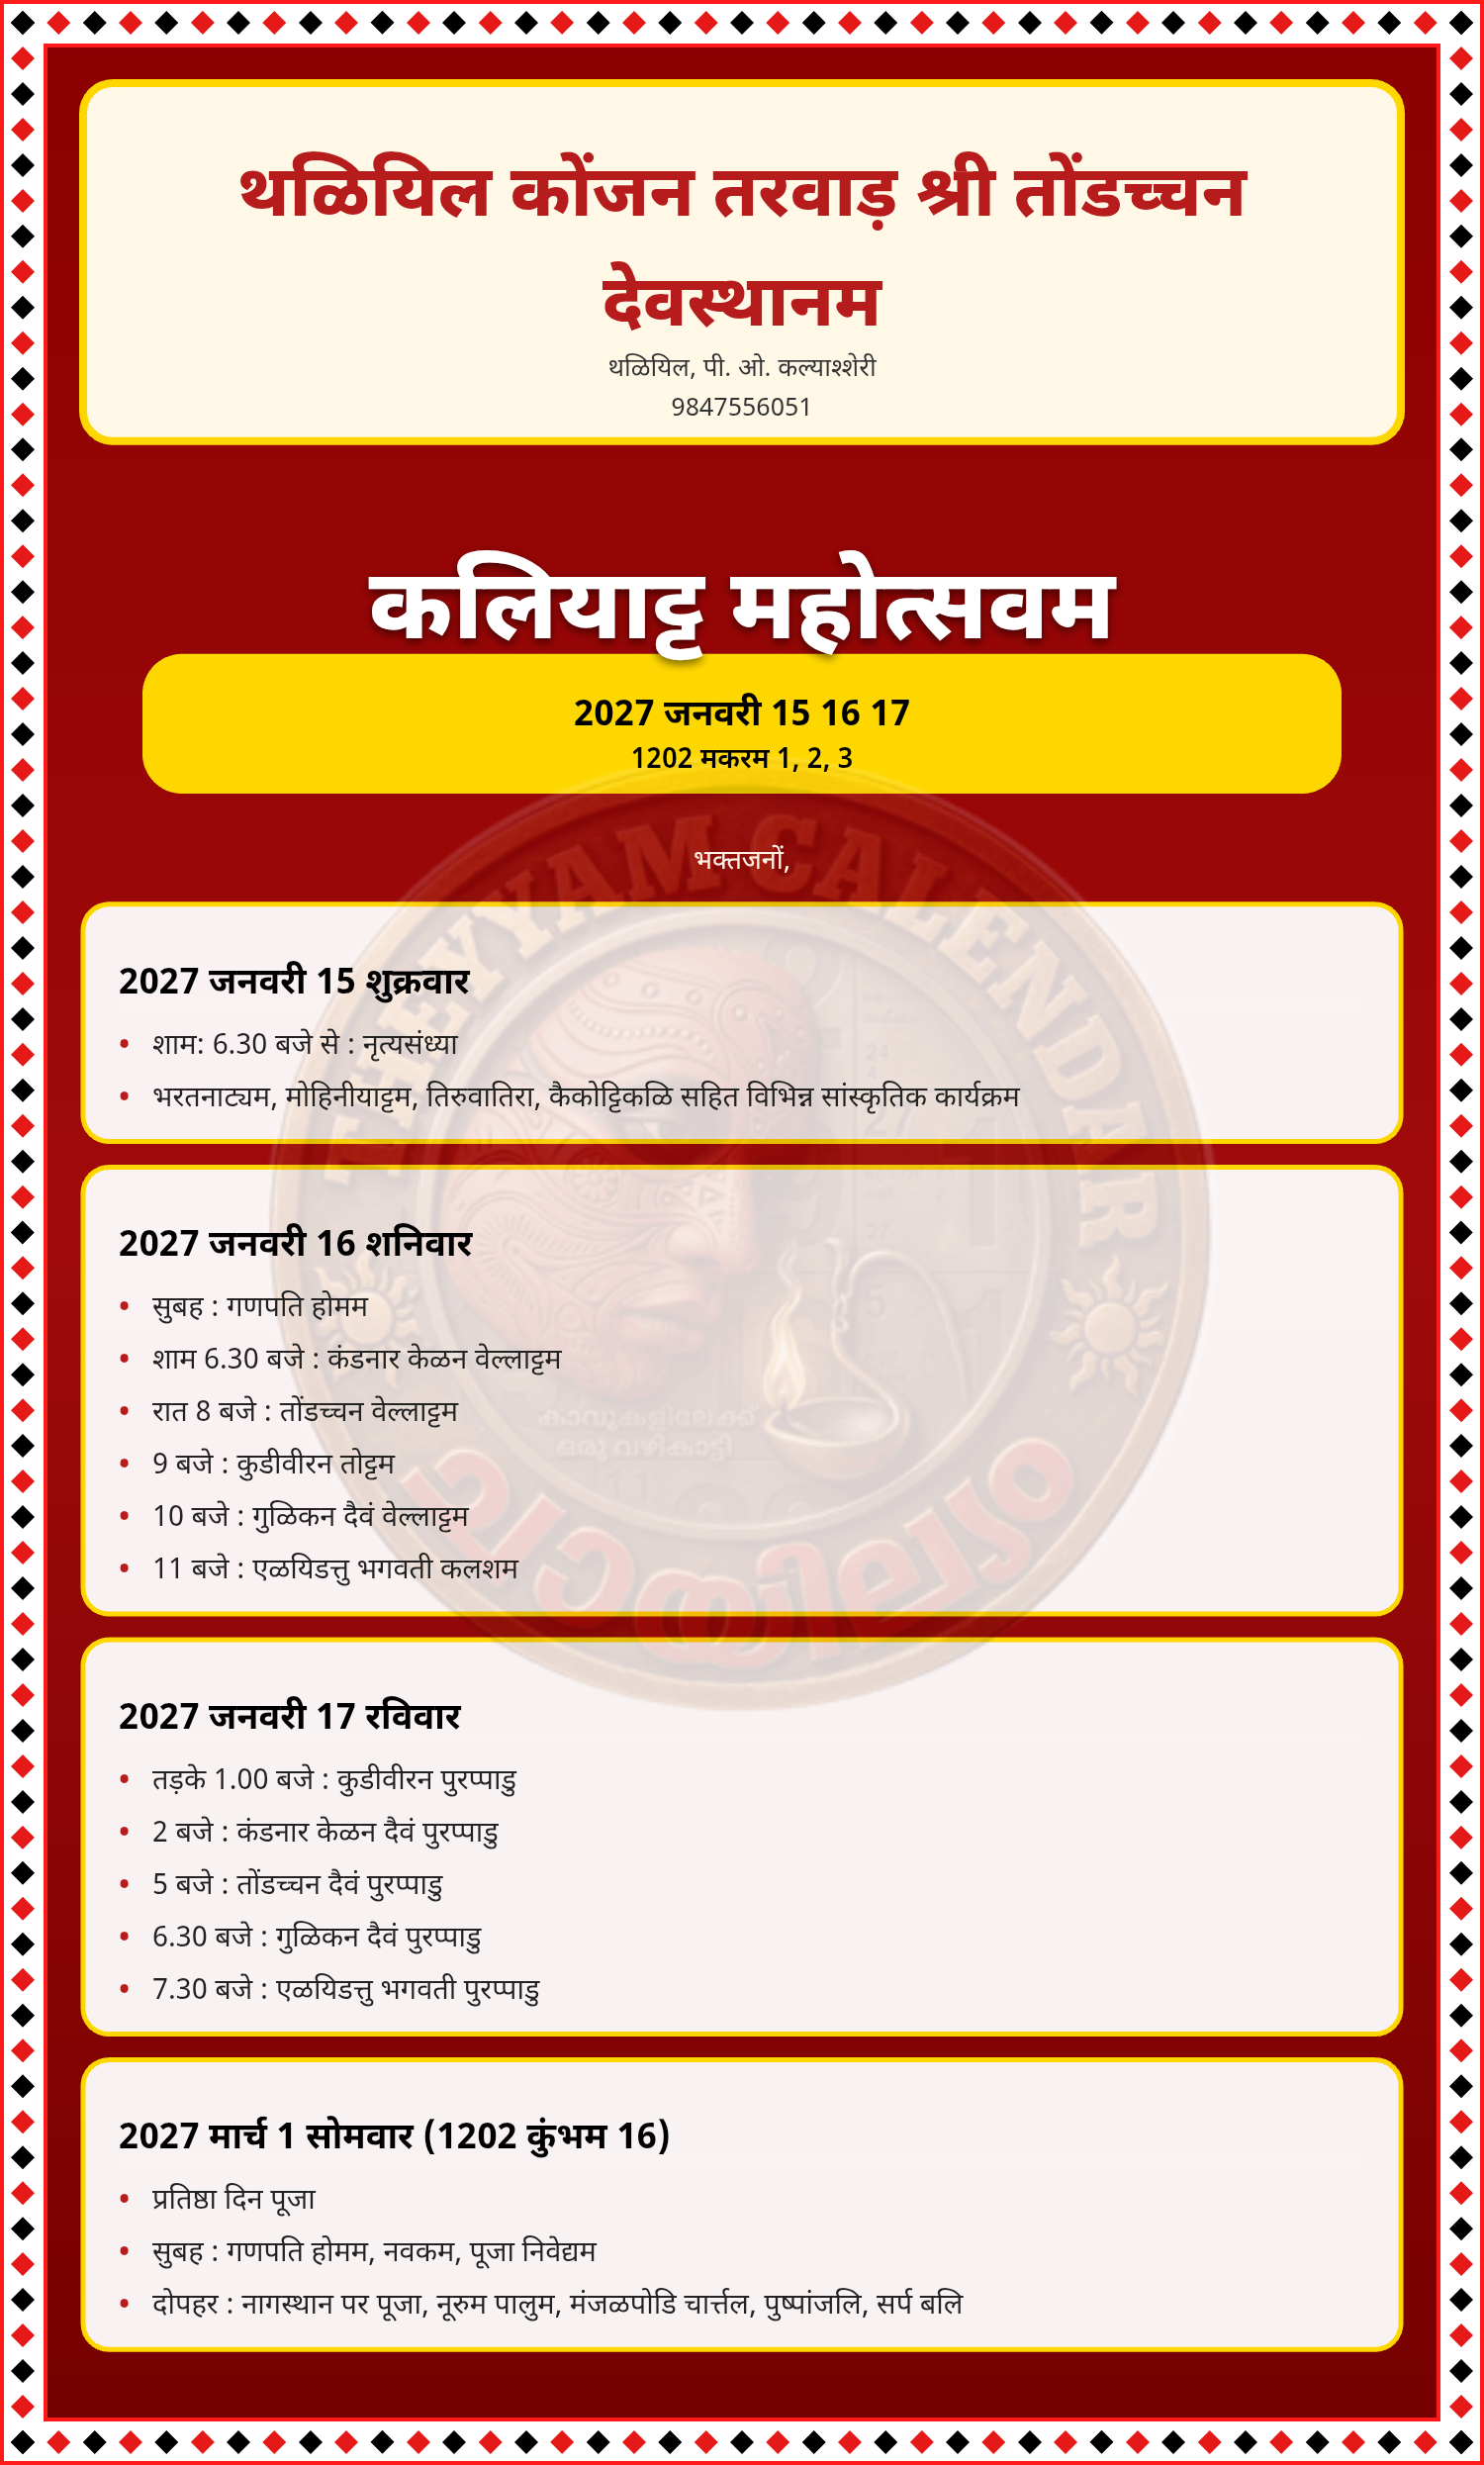 थळियिल कोंजन तरवाड़ श्री तोंडच्चन
देवस्थानम
थळियिल, पी. ओ. कल्याश्शेरी
9847556051
कलियाट्ट महोत्सवम
2027 जनवरी 15 16 17
1202 मकरम 1, 2, 3
भक्तजनों,
THEYYAM CALENDAR
2027 जनवरी 15 शुक्रवार
• शाम: 6.30 बजे से : नृत्यसंध्या
• भरतनाट्यम, मोहिनीयाट्टम, तिरुवातिरा, कैकोट्टिकळि सहित विभिन्न सांस्कृतिक कार्यक्रम
2027 जनवरी 16 शनिवार
• सुबह : गणपति होमम
• शाम 6.30 बजे : कंडनार केळन वेल्लाट्टम
• रात 8 बजे : तोंडच्चन वेल्लाट्टम
• 9 बजे : कुडीवीरन तोट्टम
• 10 बजे : गुळिकन दैवं वेल्लाट्टम
• 11 बजे : एळयिडत्तु भगवती कलशम
കാവുകളിലേക്ക്
ഒരു വഴികാട്ടി
2027 जनवरी 17 रविवार
• तड़के 1.00 बजे : कुडीवीरन पुरप्पाडु
• 2 बजे : कंडनार केळन दैवं पुरप्पाडु
• 5 बजे : तोंडच्चन दैवं पुरप्पाडु
• 6.30 बजे : गुळिकन दैवं पुरप्पाडु
• 7.30 बजे : एळयिडत्तु भगवती पुरप्पाडु
2027 मार्च 1 सोमवार (1202 कुंभम 16)
• प्रतिष्ठा दिन पूजा
• सुबह : गणपति होमम, नवकम, पूजा निवेद्यम
• दोपहर : नागस्थान पर पूजा, नूरुम पालुम, मंजळपोडि चार्त्तल, पुष्पांजलि, सर्प बलि